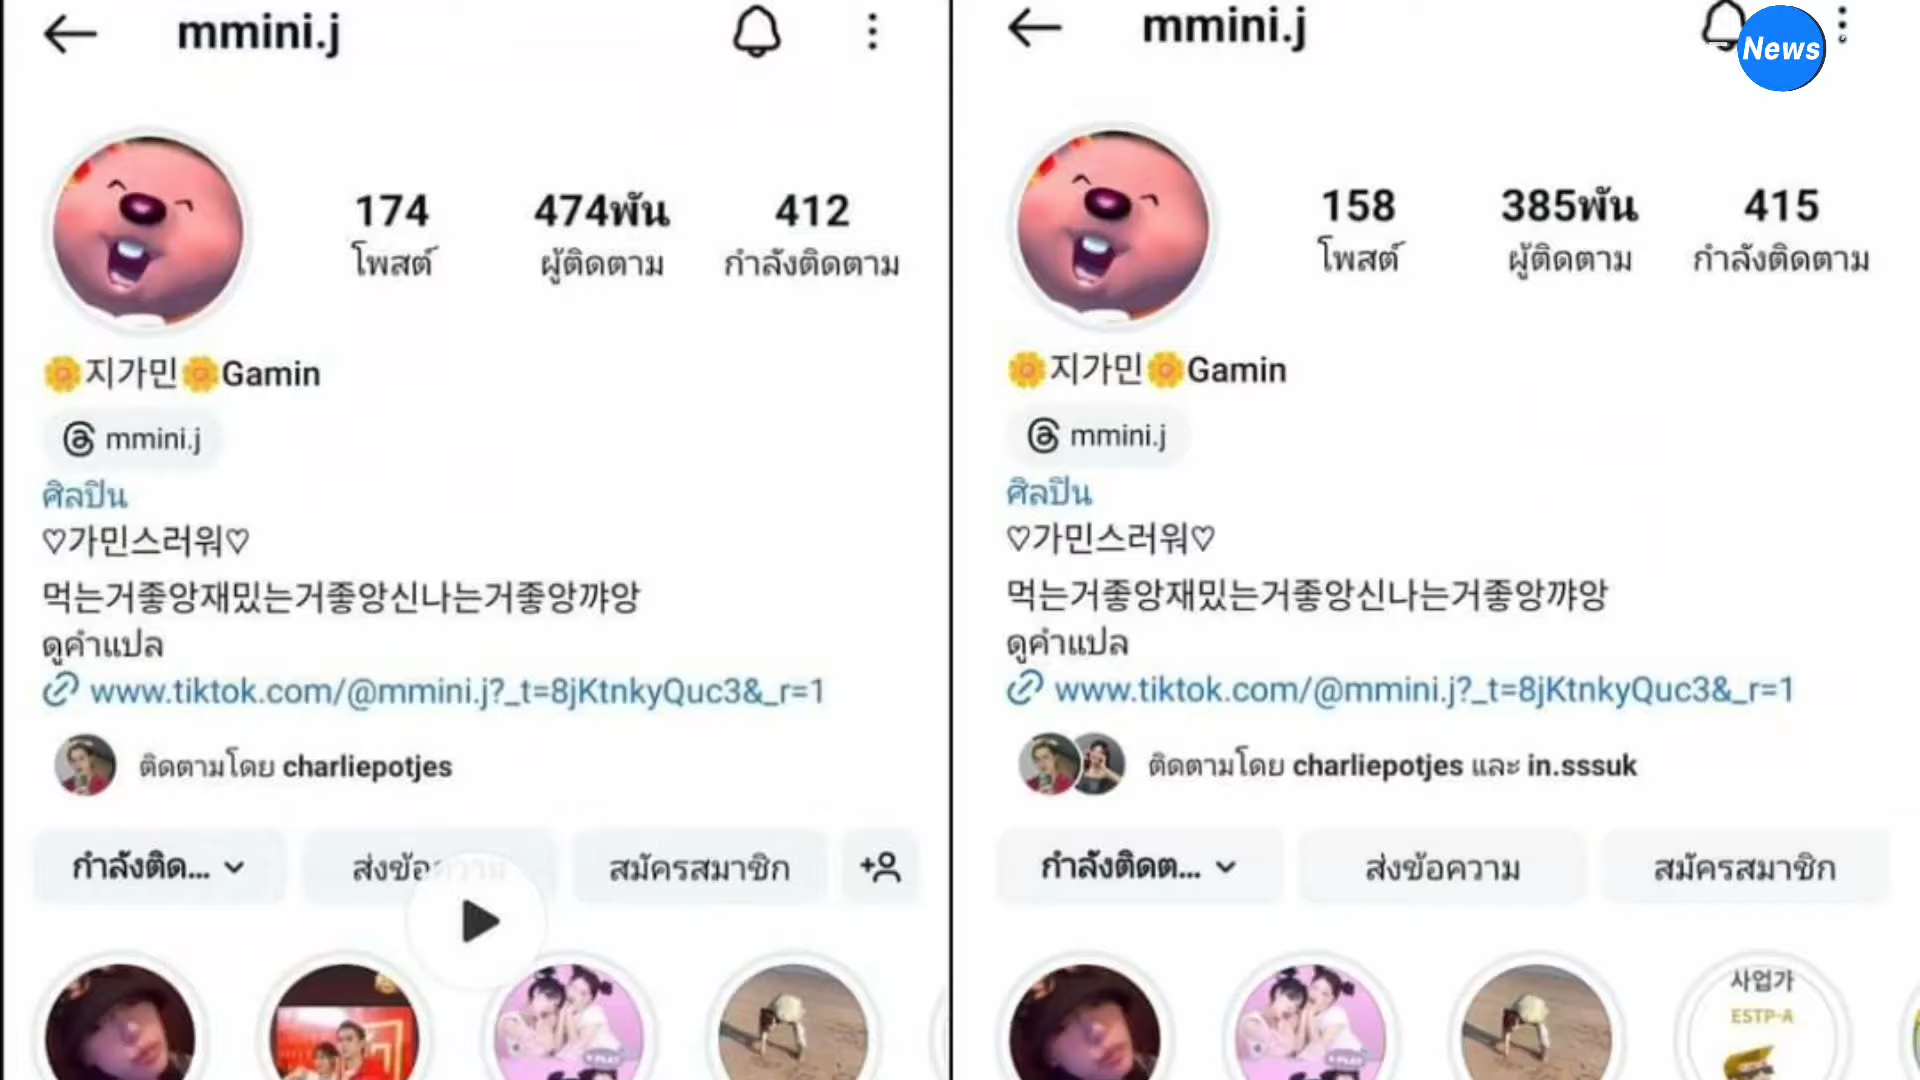 mmini.j
174 474พัน 412
โพสต์ ผู้ติดตาม กำลังติดตาม
🌼지가민🌼Gamin
mmini.j
ศิลปิน
♡가민스러워♡
먹는거좋앙재밌는거좋앙신나는거좋앙꺄앙
ดูคำแปล
www.tiktok.com/@mmini.j?_t=8jKtnkyQuc3&_r=1
ติดตามโดย charliepotjes
กำลังติด... ส่งข้อความ สมัครสมาชิก
mmini.j
News
158 385พัน 415
โพสต์ ผู้ติดตาม กำลังติดตาม
🌼지가민🌼Gamin
mmini.j
ศิลปิน
♡가민스러워♡
먹는거좋앙재밌는거좋앙신나는거좋앙꺄앙
ดูคำแปล
www.tiktok.com/@mmini.j?_t=8jKtnkyQuc3&_r=1
ติดตามโดย charliepotjes และ in.sssuk
กำลังติดต... ส่งข้อความ สมัครสมาชิก
사업가
ESTP-A